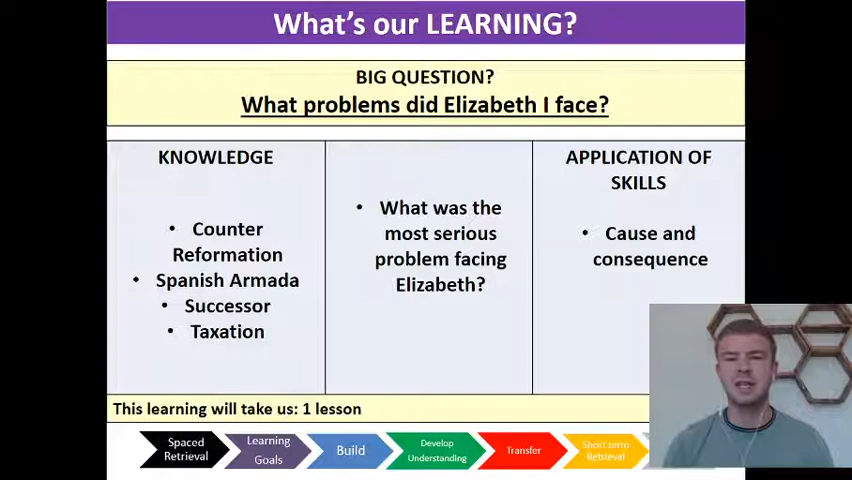 What's our LEARNING?
BIG QUESTION?
What problems did Elizabeth I face?
KNOWLEDGE
• Counter
Reformation
• Spanish Armada
• Successor
• Taxation
• What was the
most serious
problem facing
Elizabeth?
APPLICATION OF
SKILLS
• Cause and
consequence
This learning will take us: 1 lesson
Spaced
Retrieval
Learning
Goals
Build
Develop
Understanding
Transfer
Short term
Retrieval